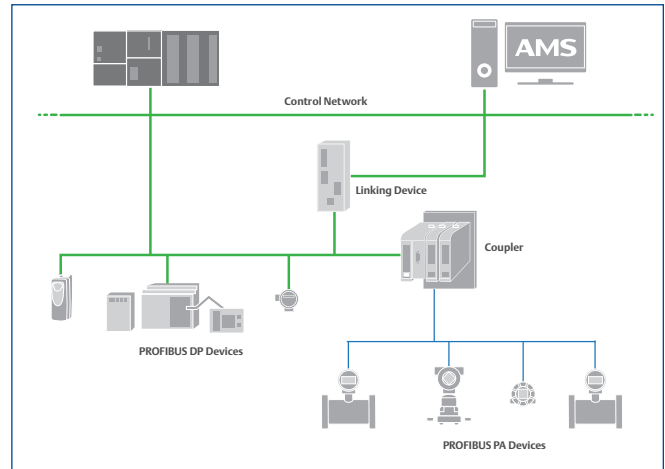 AMS
Control Network
Linking Device
Coupler
PROFIBUS DP Devices
PROFIBUS PA Devices